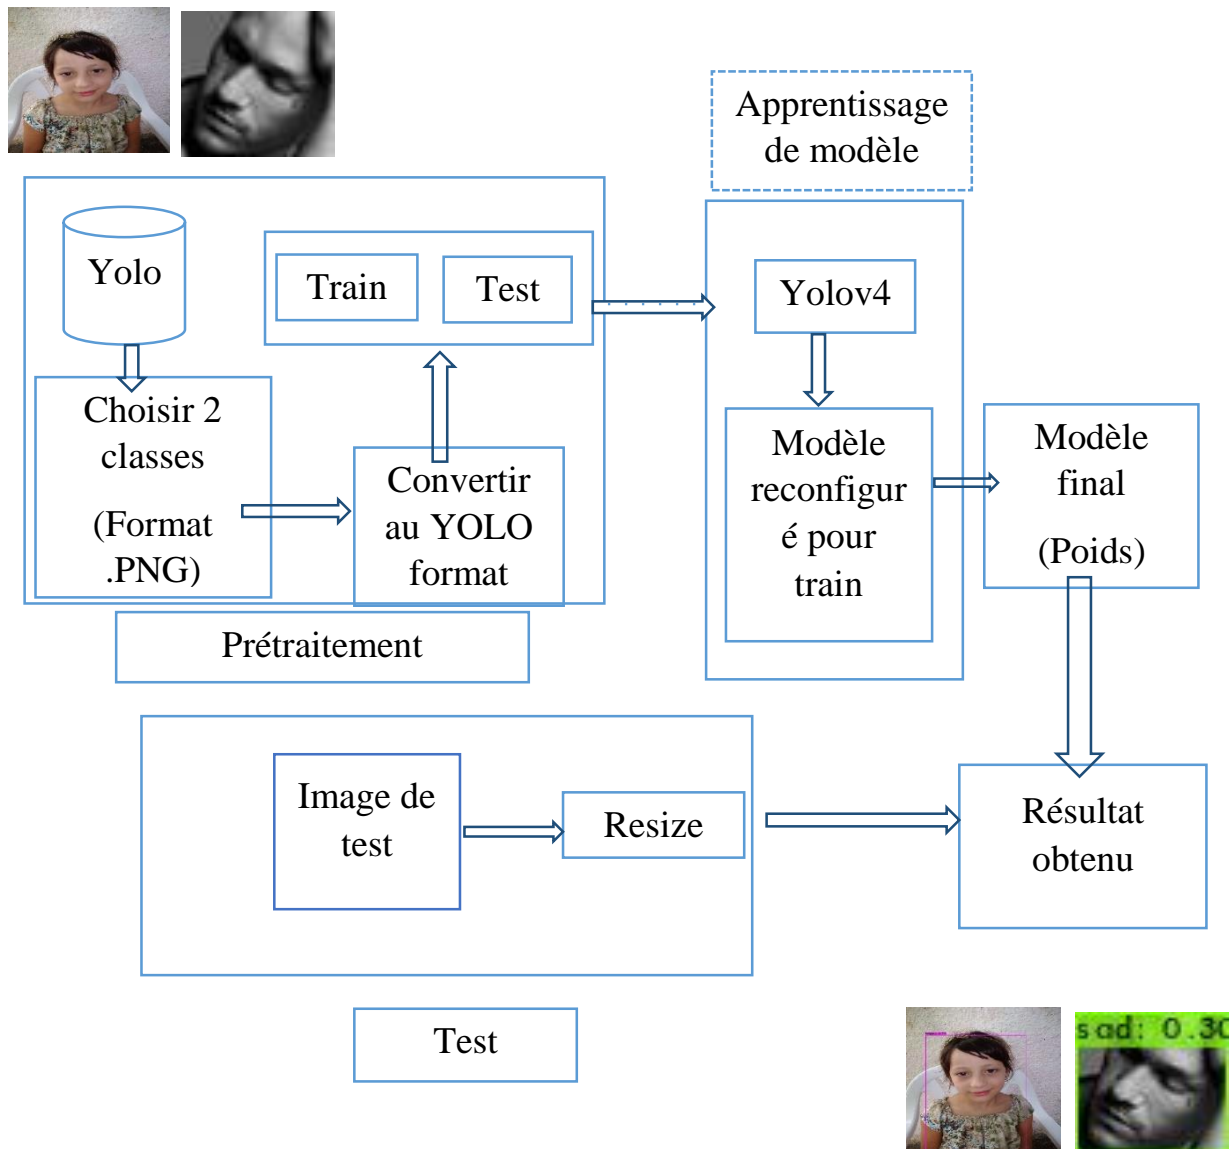 Apprentissage
de modèle
Yolo
Train
Test
Yolov4
Choisir 2
classes
(Format
.PNG)
Convertir
au YOLO
format
Modèle
reconfigur
é pour
train
Modèle
final
(Poids)
Prétraitement
Image de
test
Resize
Résultat
obtenu
Test
sad: 0.30